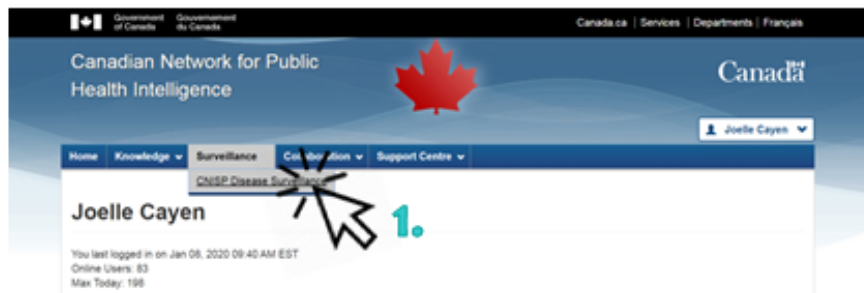 Government of Canada
Gouvernement du Canada
Canada.ca | Services | Departments | Français
Canadian Network for Public
Health Intelligence
Canada
Joelle Cayen
Home Knowledge Surveillance Collaboration Support Centre
CNISP Disease Surveillance
Joelle Cayen
1.
You last logged in on Jan 08, 2020 09:40 AM EST
Online Users: 83
Max Today: 198